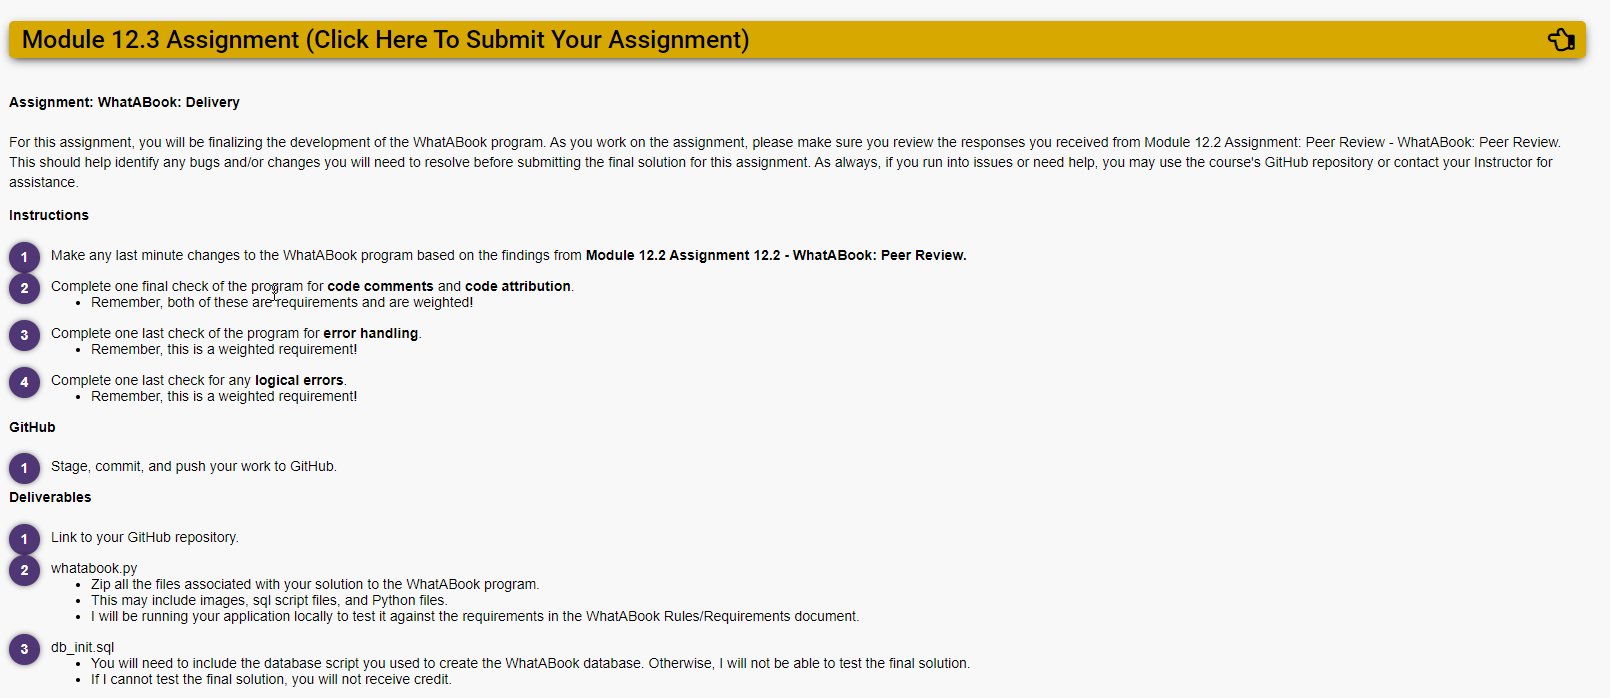 Module 12.3 Assignment (Click Here To Submit Your Assignment)
Assignment: WhatABook: Delivery
For this assignment, you will be finalizing the development of the WhatABook program. As you work on the assignment, please make sure you review the responses you received from Module 12.2 Assignment: Peer Review - WhatABook: Peer Review.
This should help identify any bugs and/or changes you will need to resolve before submitting the final solution for this assignment. As always, if you run into issues or need help, you may use the course's GitHub repository or contact your Instructor for
assistance.
Instructions
1 Make any last minute changes to the WhatABook program based on the findings from Module 12.2 Assignment 12.2 - WhatABook: Peer Review.
2 Complete one final check of the program for code comments and code attribution.
• Remember, both of these are requirements and are weighted!
3 Complete one last check of the program for error handling.
• Remember, this is a weighted requirement!
4 Complete one last check for any logical errors.
• Remember, this is a weighted requirement!
GitHub
1 Stage, commit, and push your work to GitHub.
Deliverables
1 Link to your GitHub repository.
2 whatabook.py
• Zip all the files associated with your solution to the WhatABook program.
• This may include images, sql script files, and Python files.
• I will be running your application locally to test it against the requirements in the WhatABook Rules/Requirements document.
3 db_init.sql
• You will need to include the database script you used to create the WhatABook database. Otherwise, I will not be able to test the final solution.
• If I cannot test the final solution, you will not receive credit.